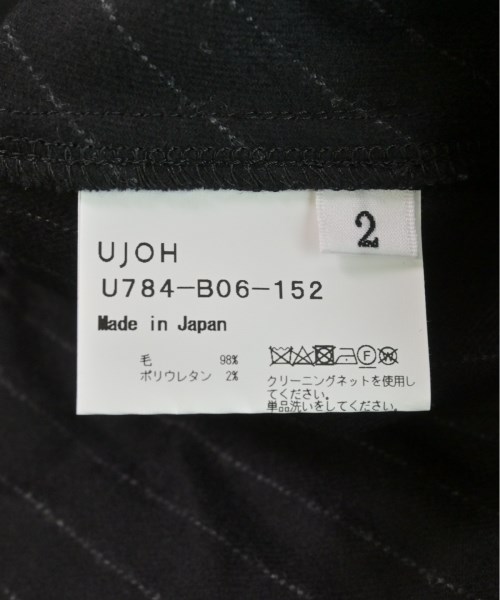 2
UJOH
U784-B06-152
Made in Japan
毛 98%
ポリウレタン 2%
F W
クリーニングネットを使用し
てください。
単品洗いをしてください。